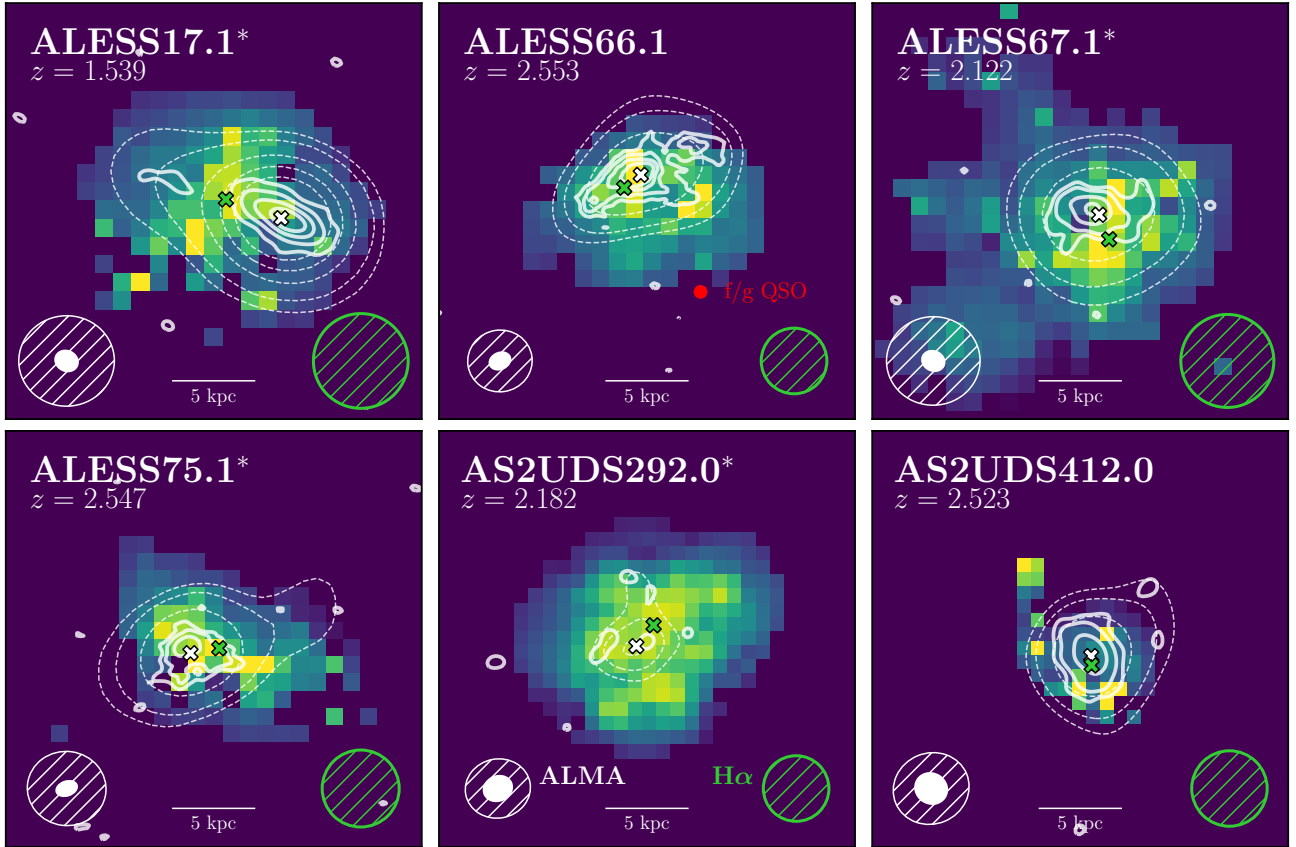 ALESS17.1*
z = 1.539
5 kpc
ALESS66.1
z = 2.553
f/g QSO
5 kpc
ALESS67.1*
z = 2.122
5 kpc
ALESS75.1*
z = 2.547
5 kpc
AS2UDS292.0*
z = 2.182
ALMA
Hα
5 kpc
AS2UDS412.0
z = 2.523
5 kpc